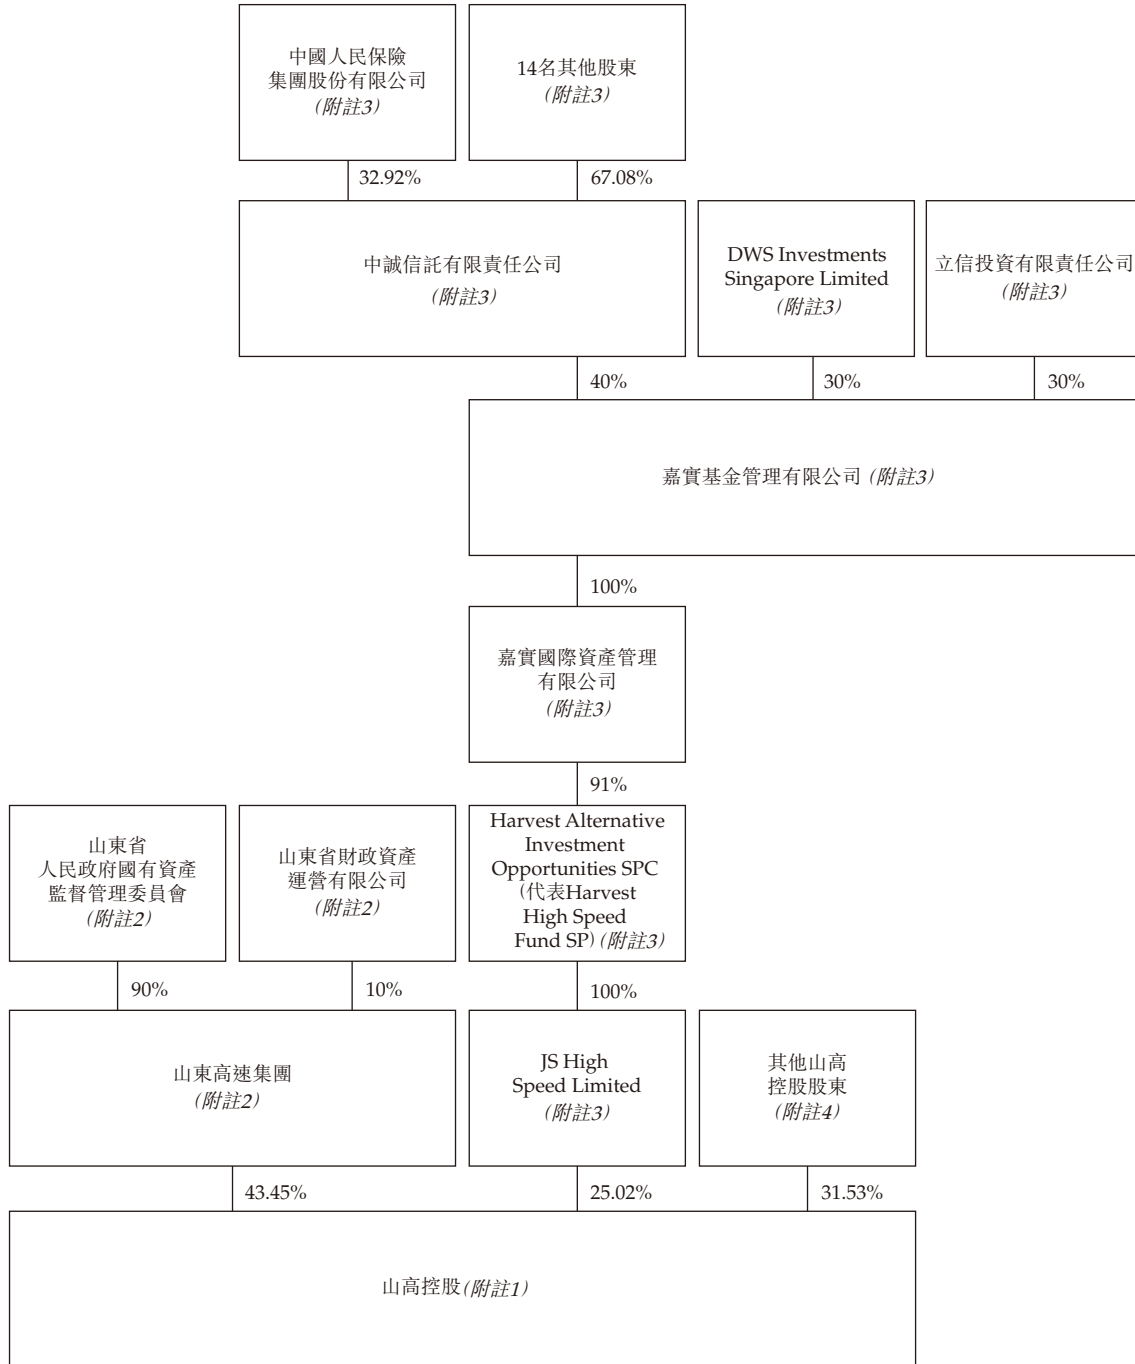 中國人民保險
集團股份有限公司
(附註3)
14名其他股東
(附註3)
32.92%
67.08%
中誠信託有限責任公司
(附註3)
DWS Investments
Singapore Limited
(附註3)
立信投資有限責任公司
(附註3)
40%
30%
30%
嘉實基金管理有限公司 (附註3)
100%
嘉實國際資產管理
有限公司
(附註3)
91%
山東省
人民政府國有資產
監督管理委員會
(附註2)
山東省財政資產
運營有限公司
(附註2)
Harvest Alternative
Investment
Opportunities SPC
(代表Harvest
High Speed
Fund SP) (附註3)
90%
10%
100%
山東高速集團
(附註2)
JS High
Speed Limited
(附註3)
其他山高
控股股東
(附註4)
43.45%
25.02%
31.53%
山高控股(附註1)